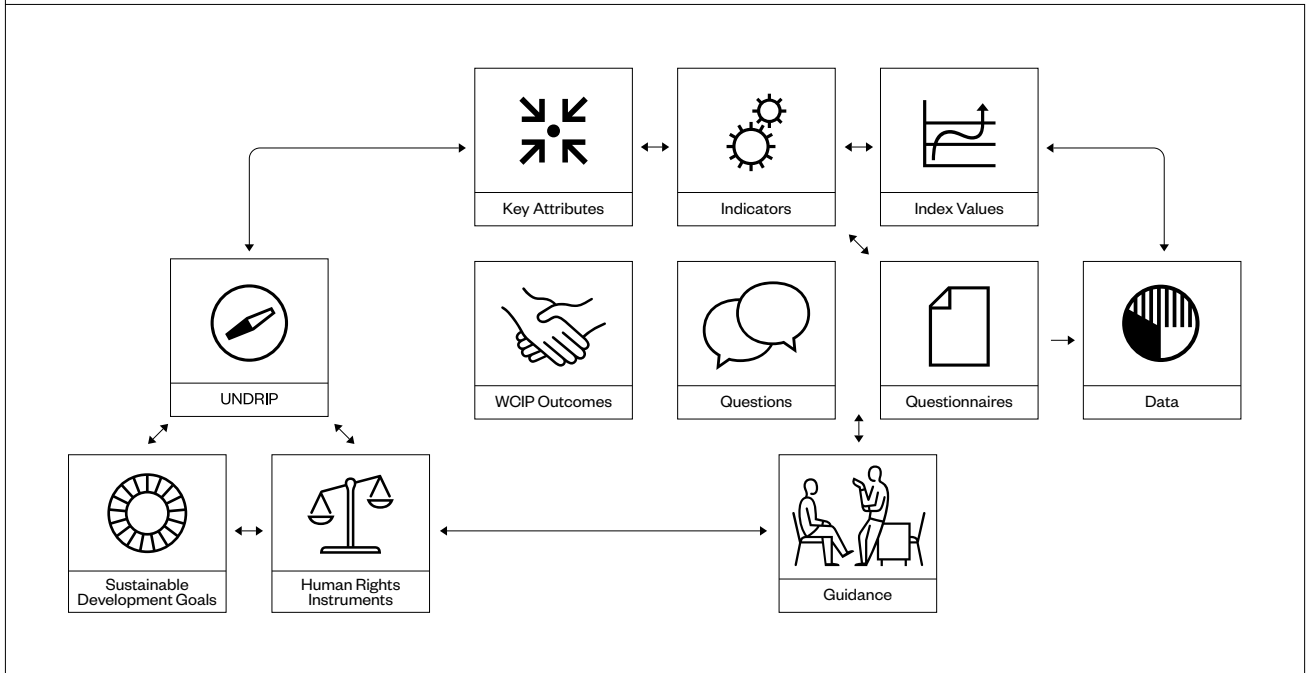 Key Attributes
Indicators
Index Values
UNDRIP
WCIP Outcomes
Questions
Questionnaires
Data
Sustainable
Development Goals
Human Rights
Instruments
Guidance